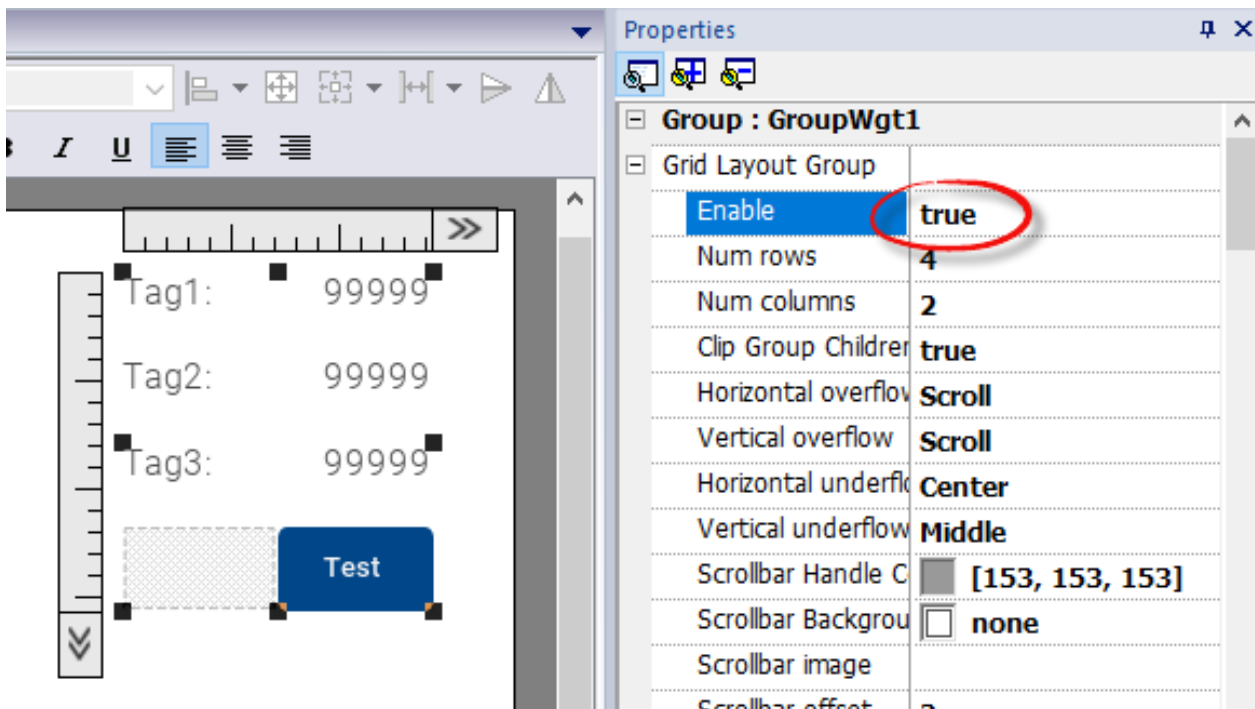 Properties
I U
Group : GroupWgt1
Grid Layout Group
Enable true
Num rows 4
Num columns 2
Clip Group Childrer true
Horizontal overflov Scroll
Vertical overflow Scroll
Horizontal underflo Center
Vertical underflow Middle
Scrollbar Handle C [153, 153, 153]
Scrollbar Backgrou none
Scrollbar image
Scrollbar offset
Tag1: 99999
Tag2: 99999
Tag3: 99999
Test